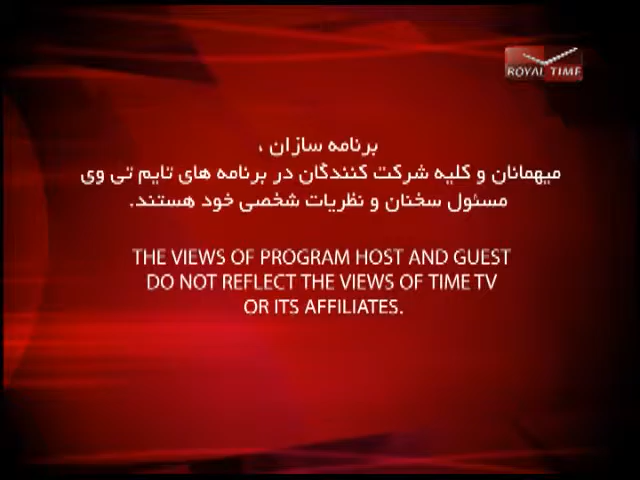 ROYAL TIME
برنامه سازان ،
میهمانان و کلیه شرکت کنندگان در برنامه های تایم تی وی
مسئول سخنان و نظریات شخصی خود هستند.
THE VIEWS OF PROGRAM HOST AND GUEST
DO NOT REFLECT THE VIEWS OF TIME TV
OR ITS AFFILIATES.